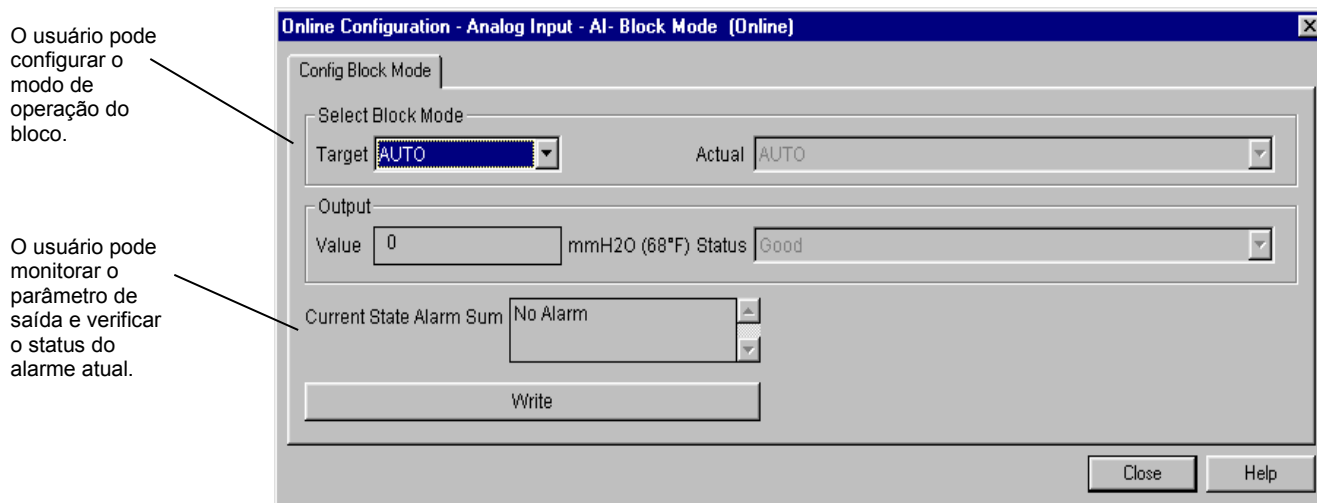 O usuário pode
configurar o
modo de
operação do
bloco.
O usuário pode
monitorar o
parâmetro de
saída e verificar
o status do
alarme atual.
Online Configuration - Analog Input - AI- Block Mode (Online)
Config Block Mode
Select Block Mode
Target AUTO Actual AUTO
Output
Value 0 mmH2O (68°F) Status Good
Current State Alarm Sum No Alarm
Write
Close Help